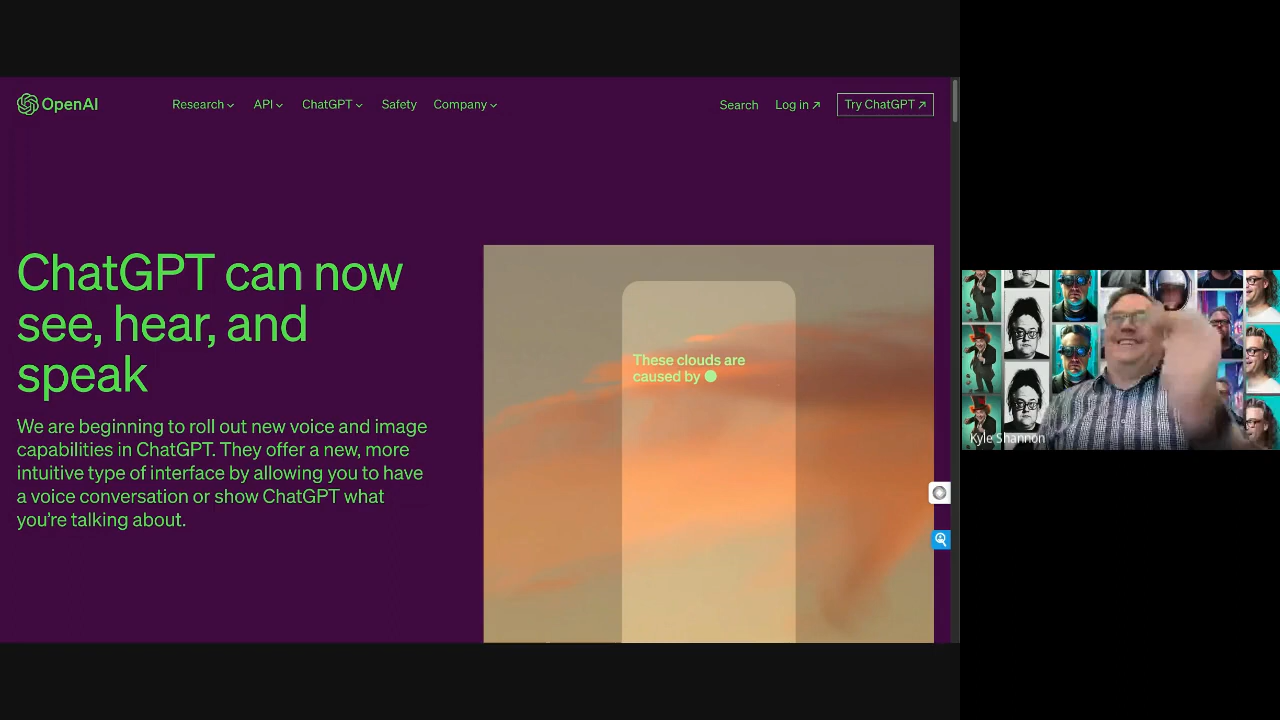 OpenAI
Research
API
ChatGPT
Safety
Company
Search
Log in ↗
Try ChatGPT ↗
ChatGPT can now
see, hear, and
speak
We are beginning to roll out new voice and image
capabilities in ChatGPT. They offer a new, more
intuitive type of interface by allowing you to have
a voice conversation or show ChatGPT what
you’re talking about.
These clouds are
caused by
Kyle Shannon